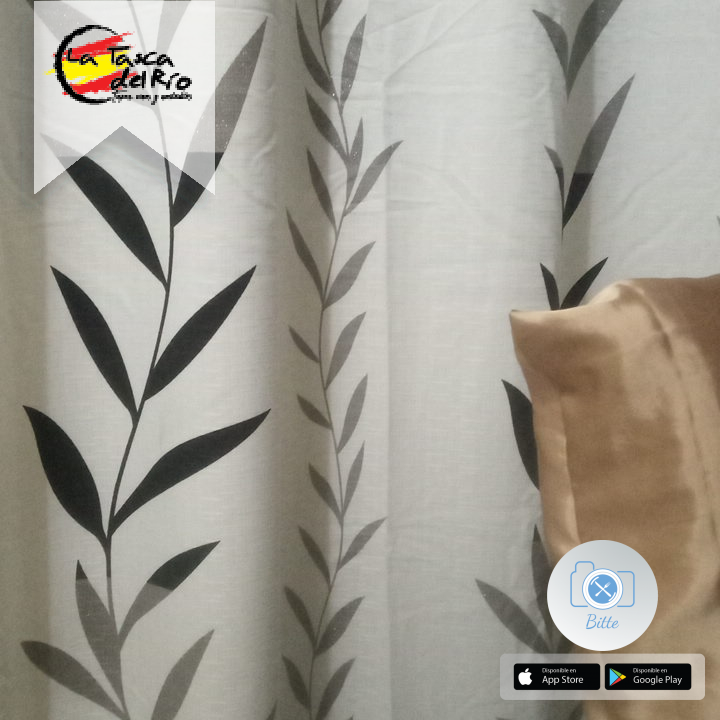 La Tasca
del Río
Tapas, vinos y embutidos
Bitte
Disponible en
App Store
Disponible en
Google Play